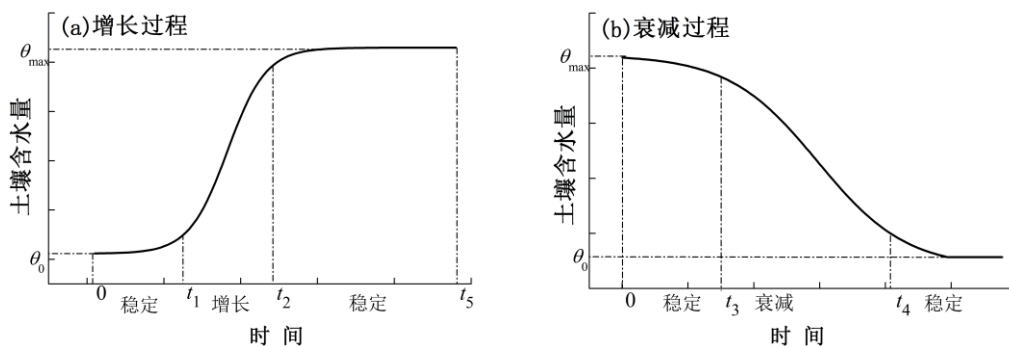 (a)增长过程
θmax
土壤含水量
θ0
0
t1
t2
t5
稳定
增长
稳定
时 间
(b)衰减过程
θmax
土壤含水量
θ0
0
t3
t4
稳定
衰减
稳定
时 间